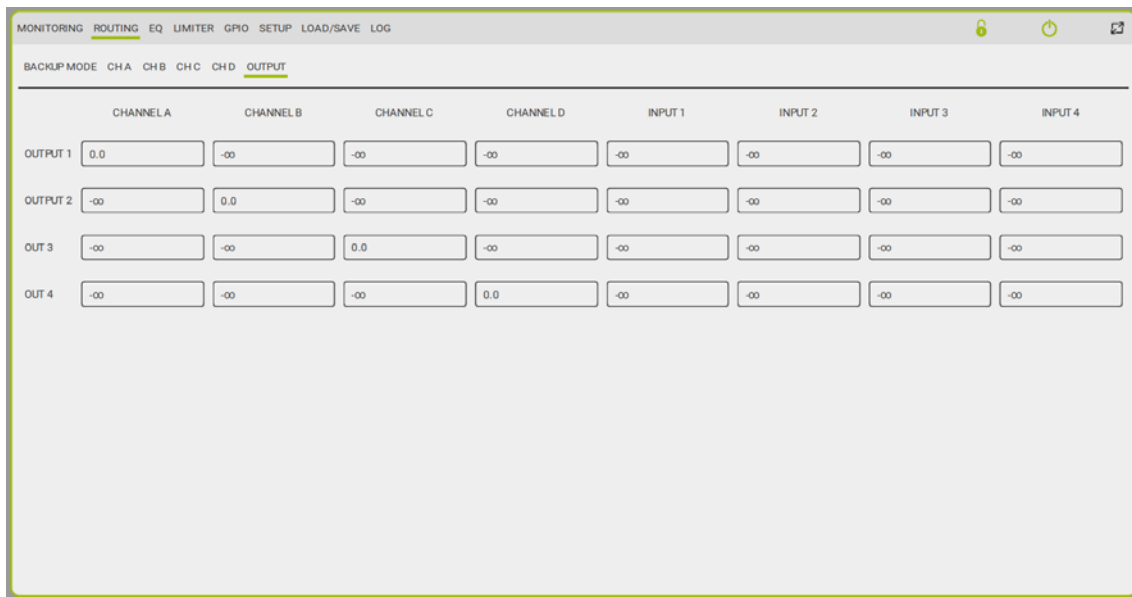 MONITORING ROUTING EQ LIMITER GPIO SETUP LOAD/SAVE LOG
BACKUP MODE CH A CH B CH C CH D OUTPUT
CHANNEL A CHANNEL B CHANNEL C CHANNEL D INPUT 1 INPUT 2 INPUT 3 INPUT 4
OUTPUT 1 0.0 -∞ -∞ -∞ -∞ -∞ -∞ -∞
OUTPUT 2 -∞ 0.0 -∞ -∞ -∞ -∞ -∞ -∞
OUT 3 -∞ -∞ 0.0 -∞ -∞ -∞ -∞ -∞
OUT 4 -∞ -∞ -∞ 0.0 -∞ -∞ -∞ -∞